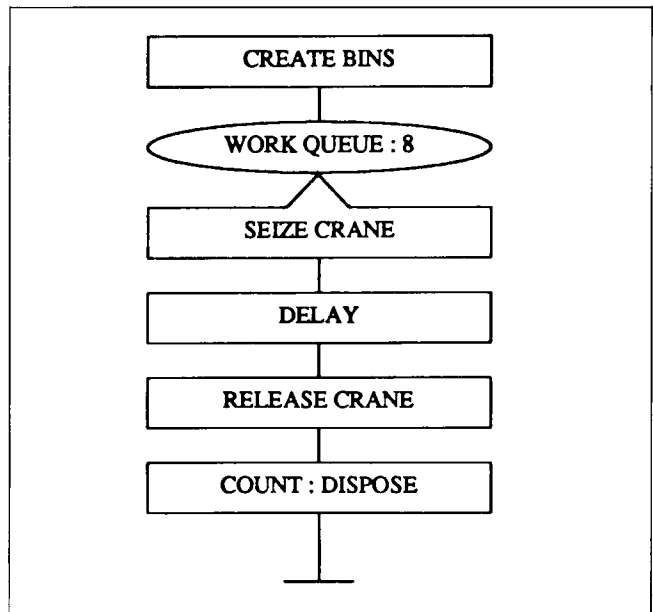 CREATE BINS
WORK QUEUE : 8
SEIZE CRANE
DELAY
RELEASE CRANE
COUNT : DISPOSE